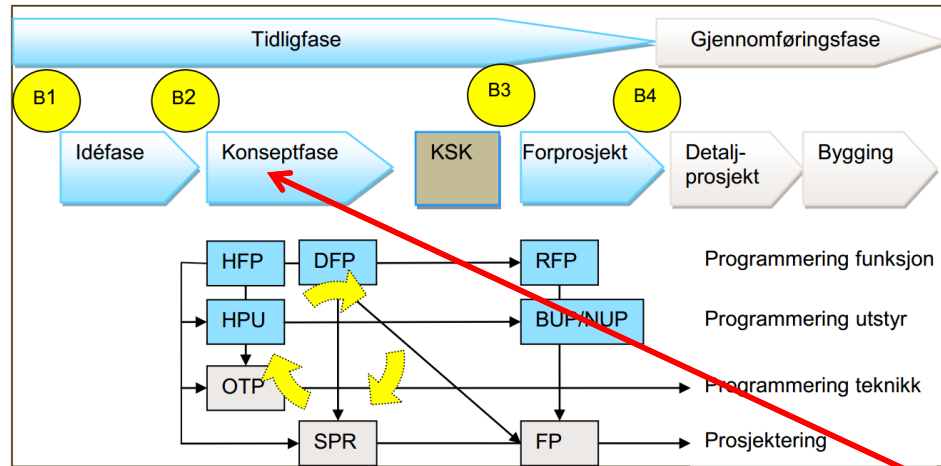 Tidligfase
Gjennomføringsfase
B1
B2
B3
B4
Idéfase
Konseptfase
KSK
Forprosjekt
Detalj-
prosjekt
Bygging
HFP
DFP
RFP
Programmering funksjon
HPU
BUP/NUP
Programmering utstyr
OTP
Programmering teknikk
SPR
FP
Prosjektering